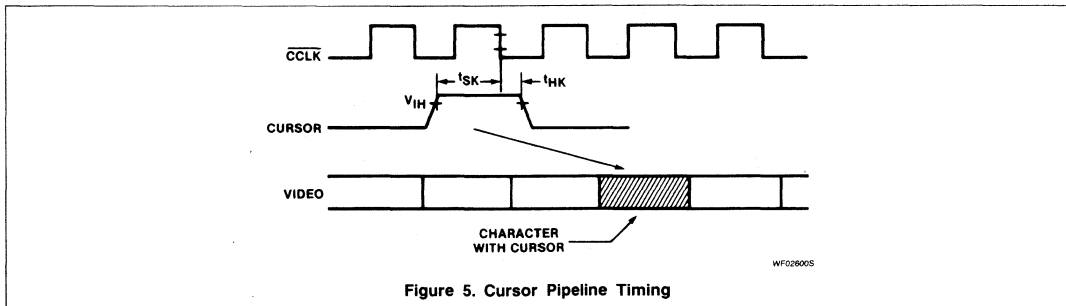 CCLK
tSK
tHK
VIH
CURSOR
VIDEO
CHARACTER
WITH CURSOR
WF02600S
Figure 5. Cursor Pipeline Timing